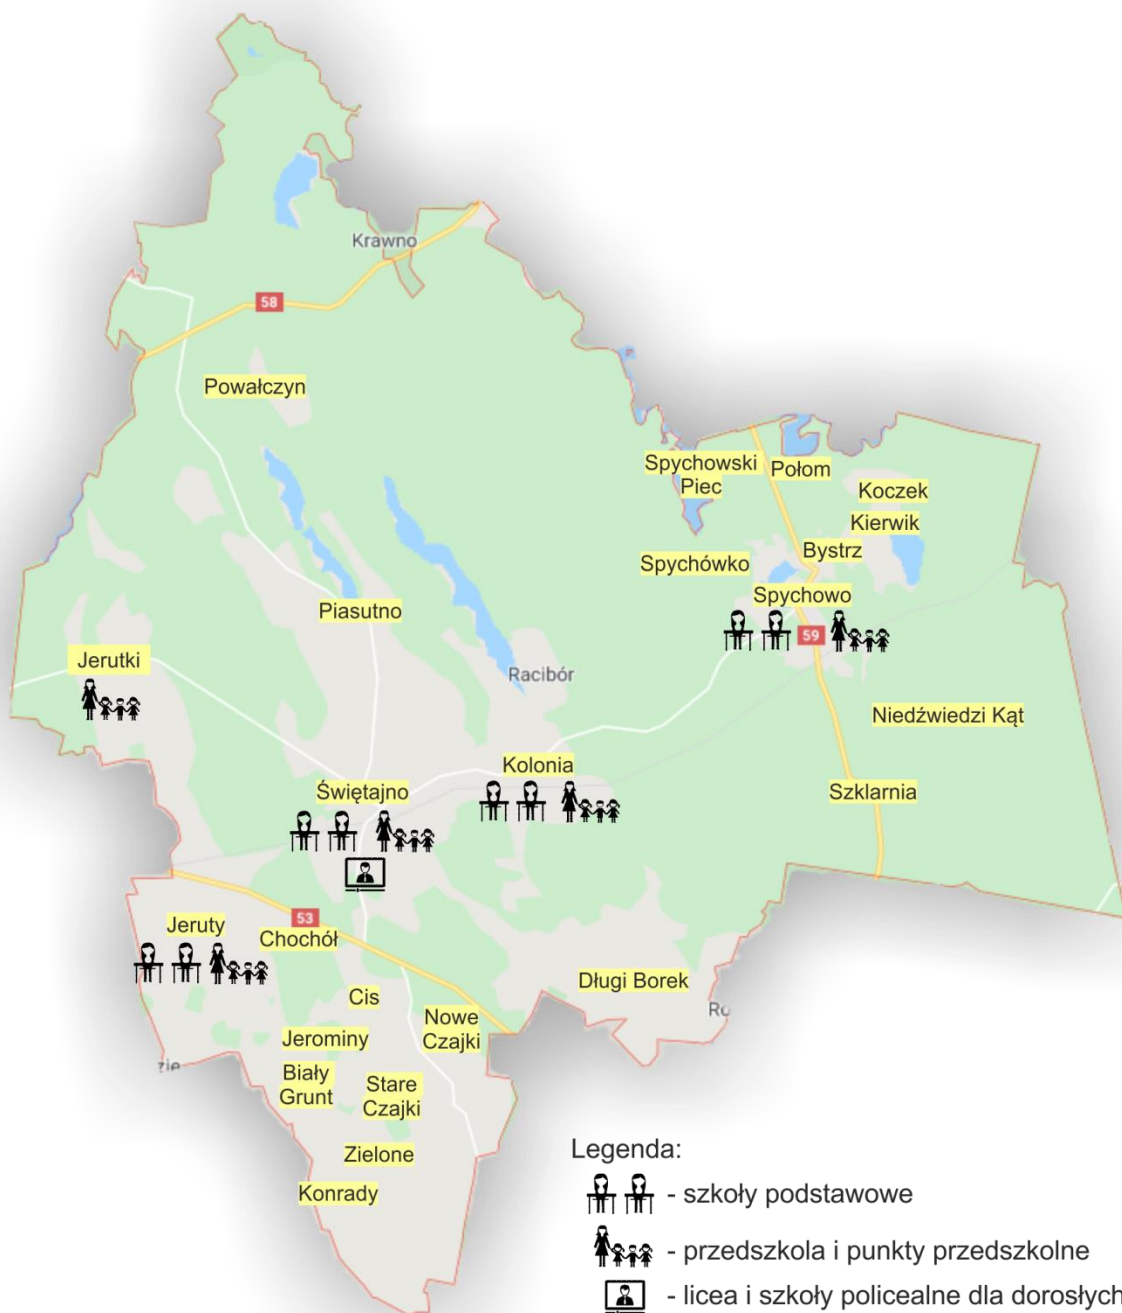 Krawno
58
Powałczyn
Spychowski
Piec
Połom
Koczek
Kierwik
Bystrz
Spychówko
Spychowo
Piasutno
59
Jerutki
Racibór
Niedźwiedzi Kąt
Kolonia
Świętajno
Szklarnia
53
Jeruty
Chochół
Długi Borek
Cis
Ro
Nowe
Czajki
Jerominy
zie
Biały
Grunt
Stare
Czajki
Zielone
Konrady
Legenda:
- szkoły podstawowe
- przedszkola i punkty przedszkolne
- licea i szkoły policealne dla dorosłych